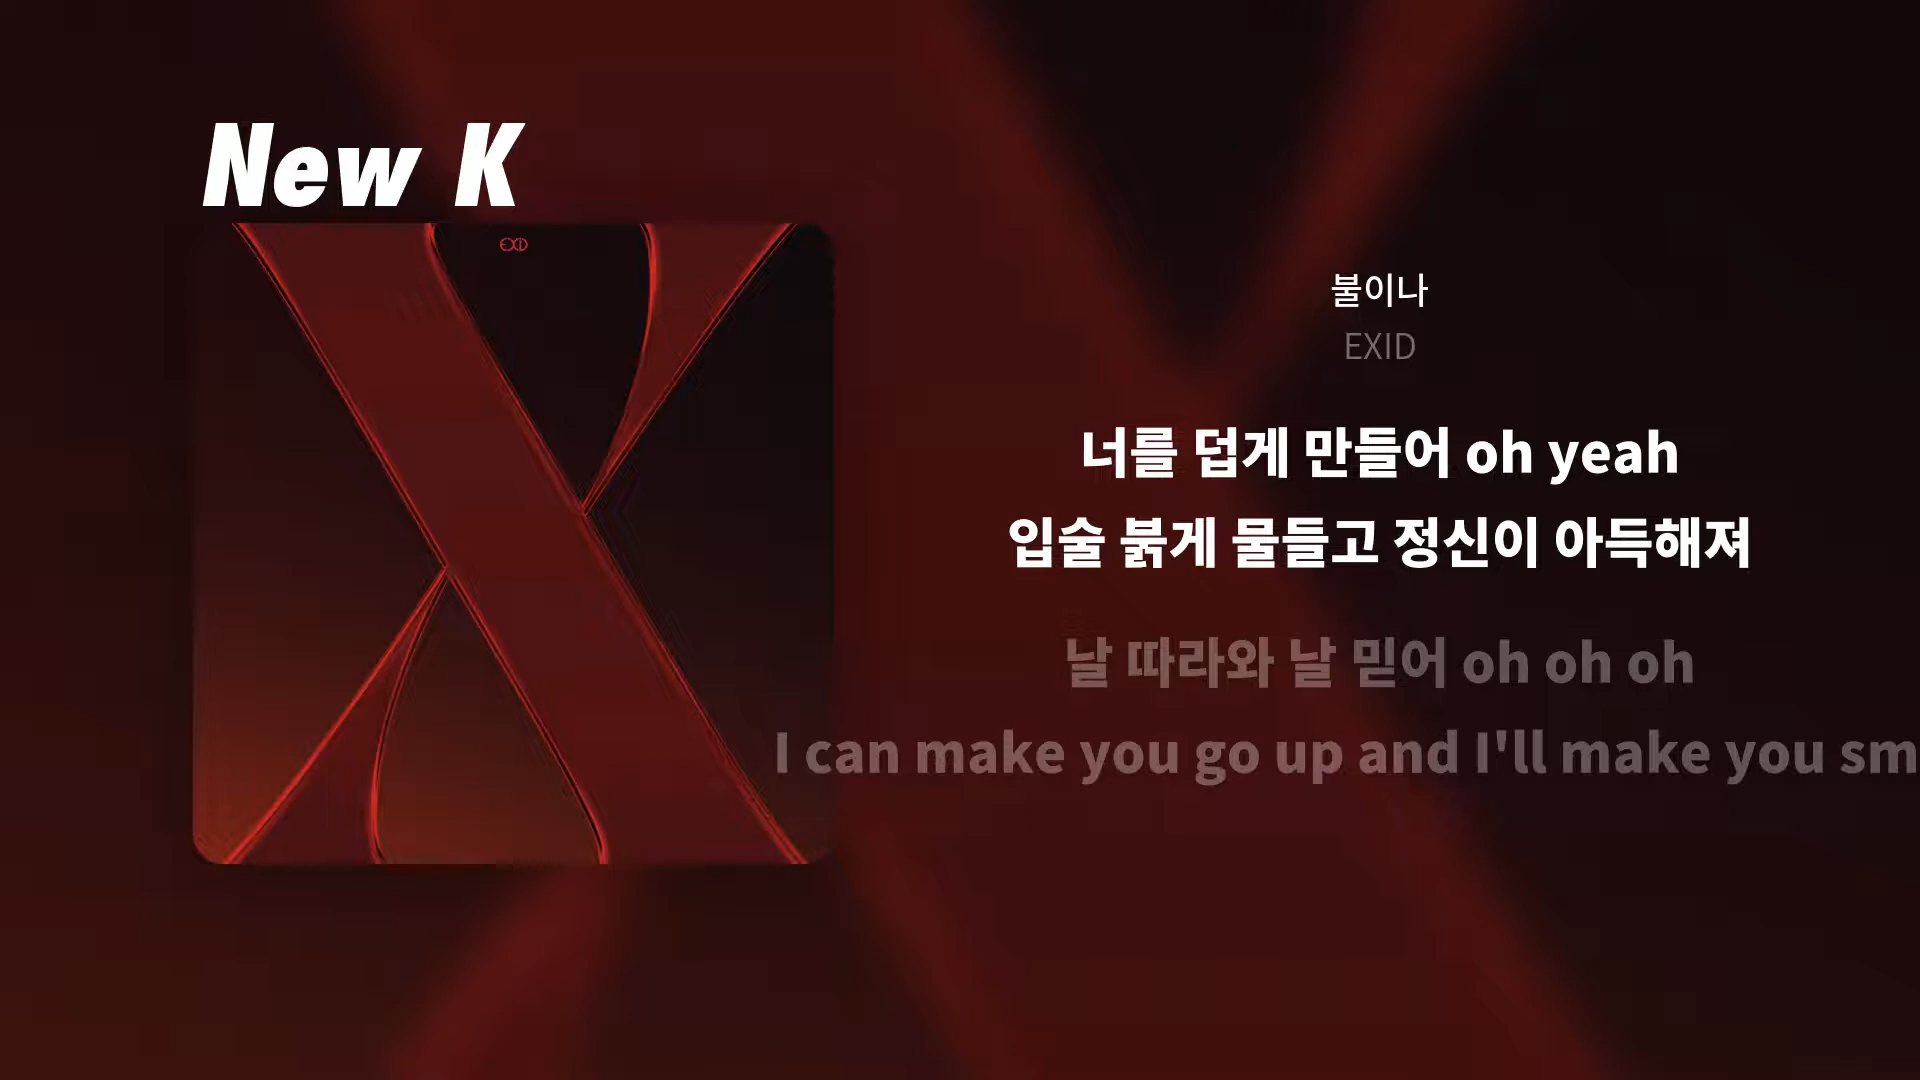 New K
EXID
불이나
EXID
너를 덥게 만들어 oh yeah
입술 붉게 물들고 정신이 아득해져
날 따라와 날 믿어 oh oh oh
I can make you go up and I'll make you sm